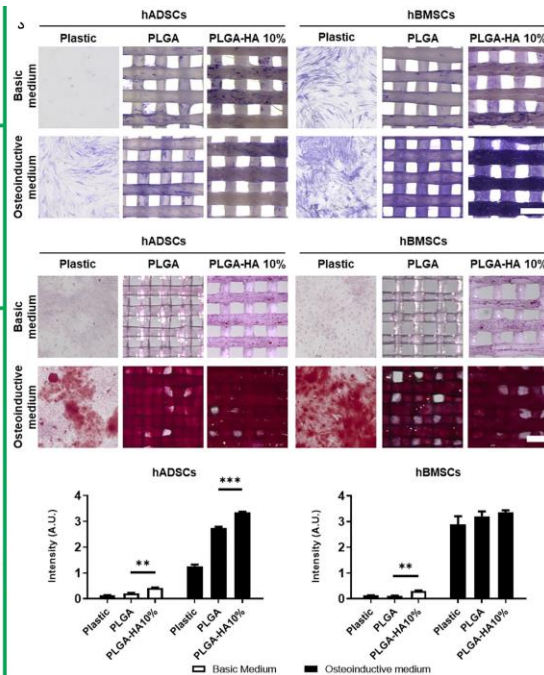 hADSCs hBMSCs
Plastic PLGA PLGA-HA 10% Plastic PLGA PLGA-HA 10%
Basic medium
Osteoinductive medium
hADSCs hBMSCs
Plastic PLGA PLGA-HA 10% Plastic PLGA PLGA-HA 10%
Basic medium
Osteoinductive medium
hADSCs hBMSCs
*** **
** 
Intensity (A.U.) Intensity (A.U.)
4 4
3 3
2 2
1 1
0 0
Plastic PLGA PLGA-HA10% Plastic PLGA PLGA-HA10% Plastic PLGA PLGA-HA10% Plastic PLGA PLGA-HA10%
Basic Medium Osteoinductive medium